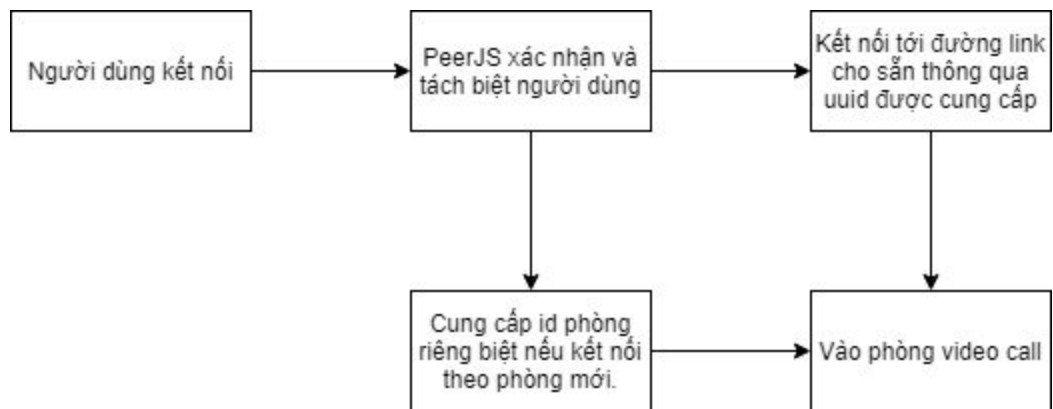 Người dùng kết nối
PeerJS xác nhận và
tách biệt người dùng
Kết nối tới đường link
cho sẵn thông qua
uuid được cung cấp
Cung cấp id phòng
riêng biệt nếu kết nối
theo phòng mới.
Vào phòng video call